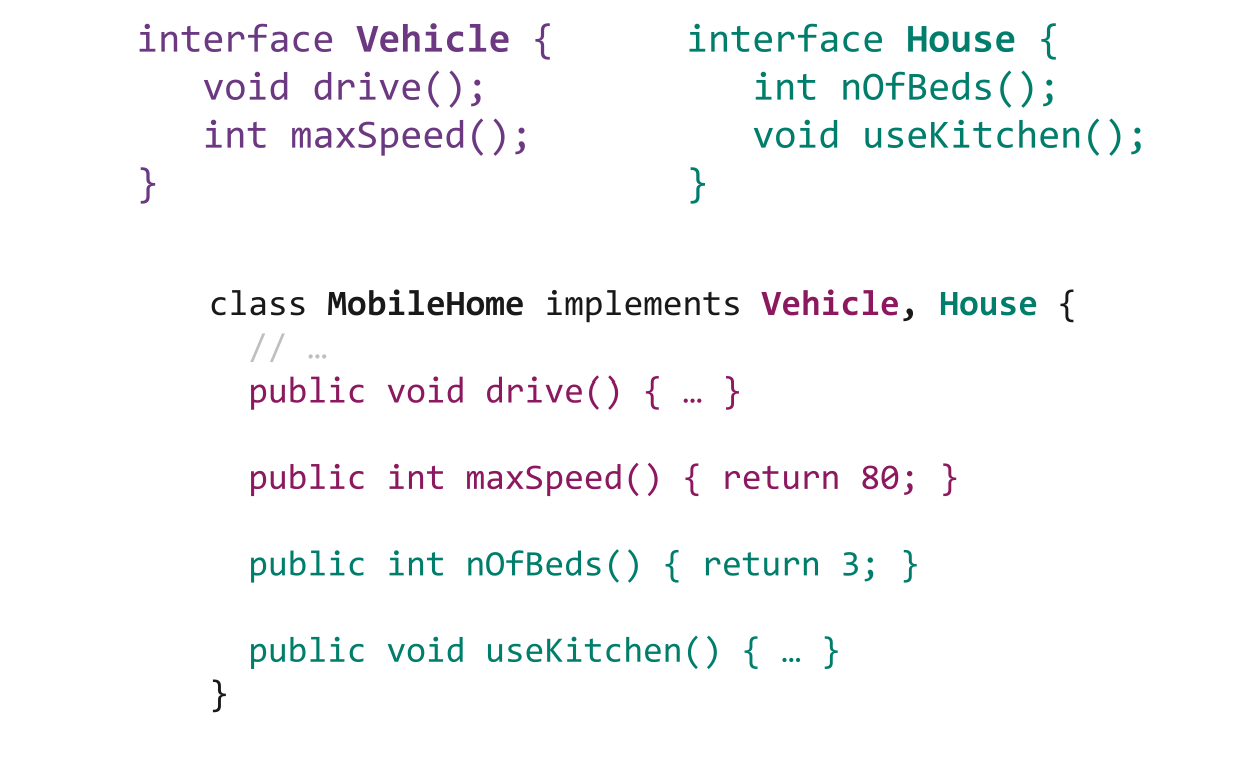 interface Vehicle {
void drive();
int maxSpeed();
}
interface House {
int nOfBeds();
void useKitchen();
}
class MobileHome implements Vehicle, House {
// …
public void drive() { … }
public int maxSpeed() { return 80; }
public int nOfBeds() { return 3; }
public void useKitchen() { … }
}